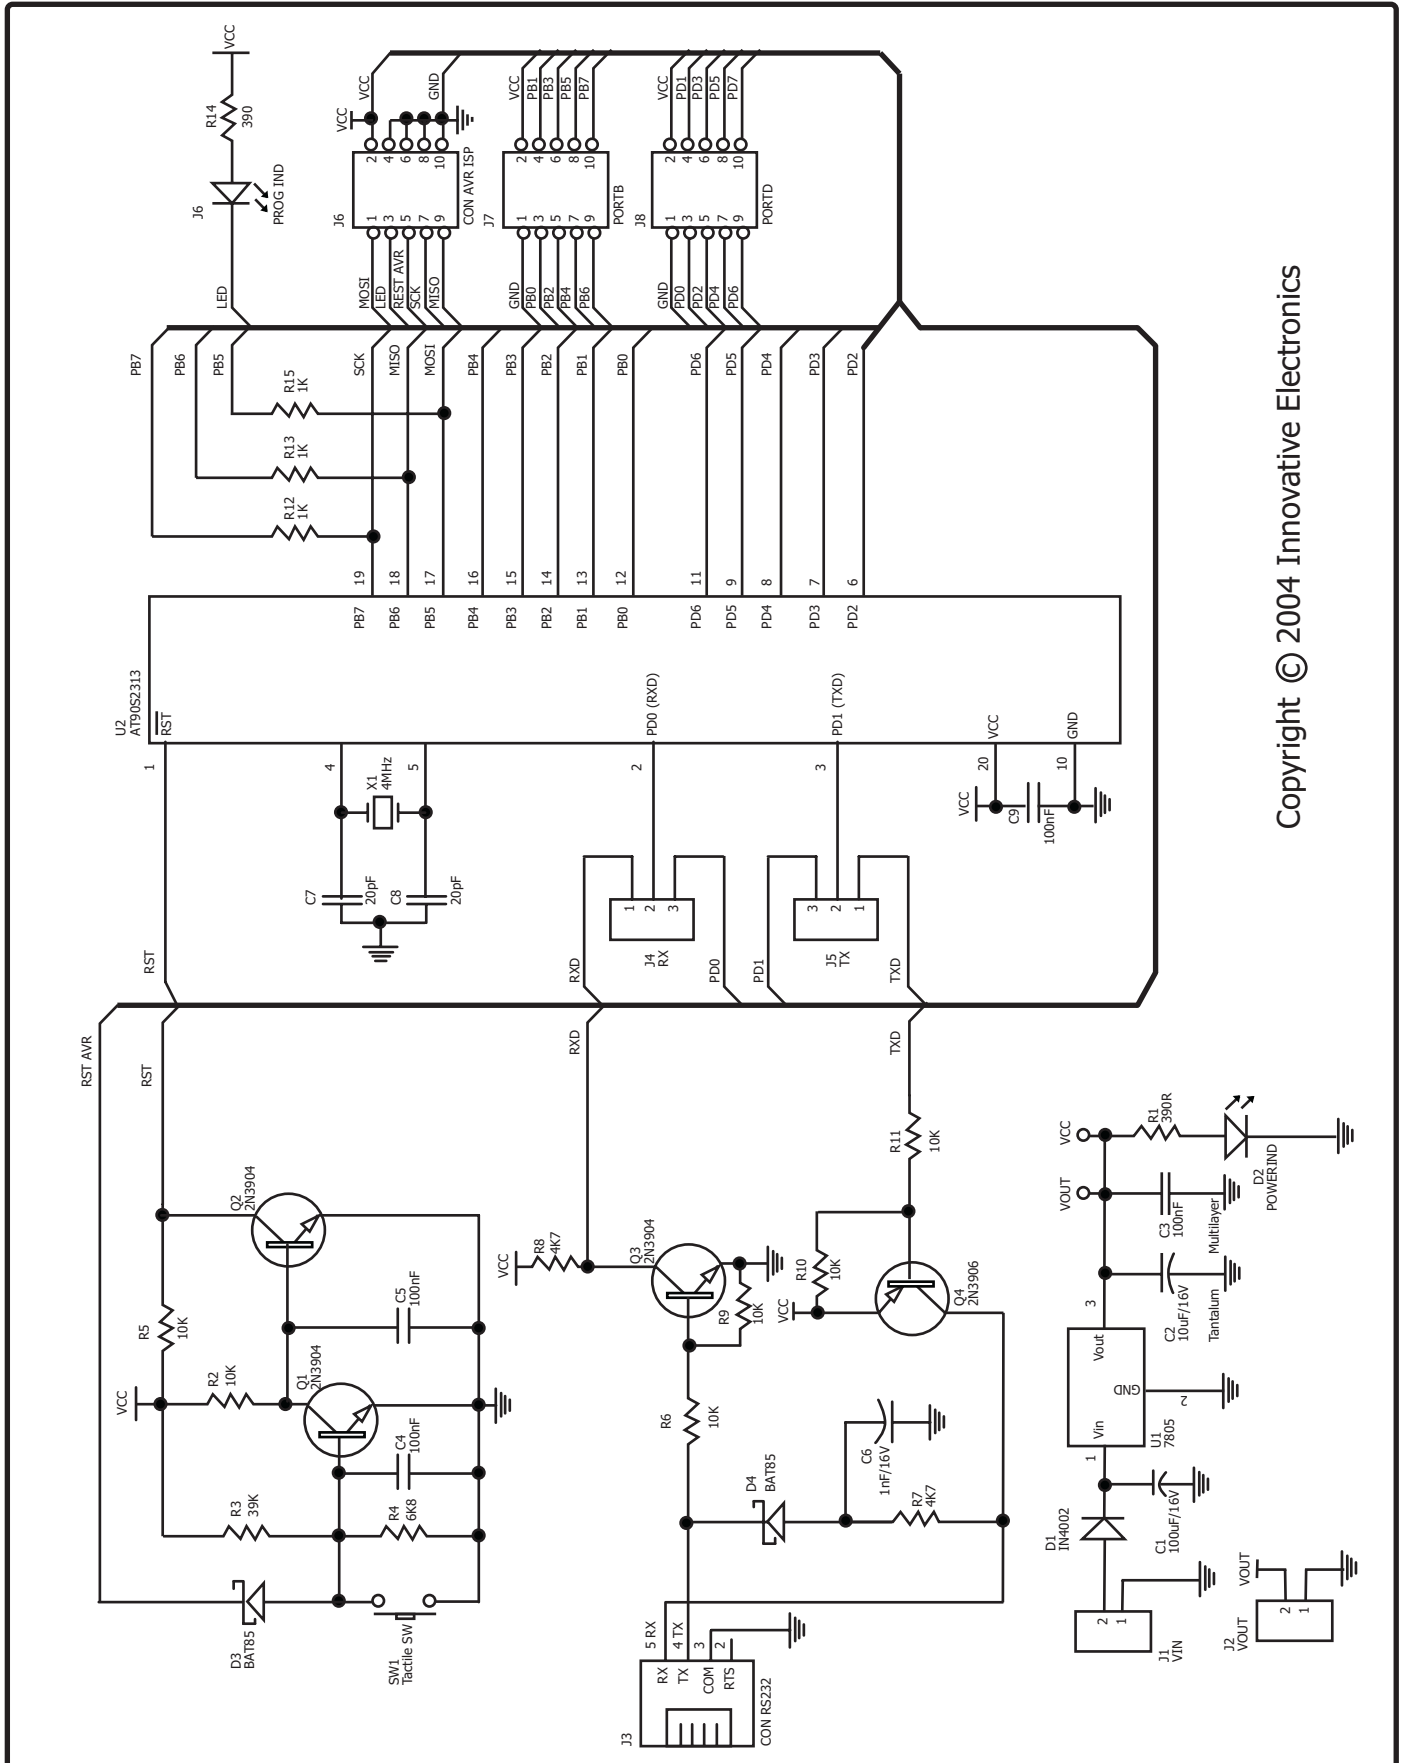 VCC
R14
390
J6
PROG IND
LED
VCC
VCC
GND
2
4
6
8
10
J6
CON AVR ISP
1
3
5
7
9
MOSI
LED
REST AVR
SCK
MISO
VCC
PB1
PB3
PB5
PB7
2
4
6
8
10
J7
PORTB
1
3
5
7
9
GND
PB0
PB2
PB4
PB6
VCC
PD1
PD3
PD5
PD7
2
4
6
8
10
J8
PORTD
1
3
5
7
9
GND
PD0
PD2
PD4
PD6
PB7
PB6
PB5
SCK
MISO
MOSI
PB4
PB3
PB2
PB1
PB0
PD6
PD5
PD4
PD3
PD2
R15
1K
R13
1K
R12
1K
19
18
17
16
15
14
13
12
11
9
8
7
6
PB7
PB6
PB5
PB4
PB3
PB2
PB1
PB0
PD6
PD5
PD4
PD3
PD2
U2
AT90S2313
RST
PD0 (RXD)
PD1 (TXD)
VCC
GND
1
4
5
2
3
20
10
X1
4MHz
C7
20pF
C8
20pF
VCC
C9
100nF
1
2
3
J4
RX
3
2
1
J5
TX
RST
RXD
PD0
PD1
TXD
RST AVR
RST
RXD
TXD
Q2
2N3904
R5
10K
C5
100nF
VCC
R2
10K
Q1
2N3904
C4
100nF
R3
39K
R4
6K8
D3
BAT85
SW1
Tactile SW
VCC
R8
4K7
Q3
2N3904
R9
10K
R6
10K
R11
10K
R10
10K
VCC
Q4
2N3906
D4
BAT85
C6
1nF/16V
R7
4K7
5 RX
4 TX
3
2
RX
TX
COM
RTS
J3
CON RS232
VCC
VOUT
R1
390R
D2
POWER IND
C3
100nF
Multilayer
C2
10uF/16V
Tantalum
3
Vout
GND
2
Vin
1
U1
7805
D1
IN4002
C1
100uF/16V
2
1
J1
VIN
VOUT
2
1
J2
VOUT
Copyright © 2004 Innovative Electronics